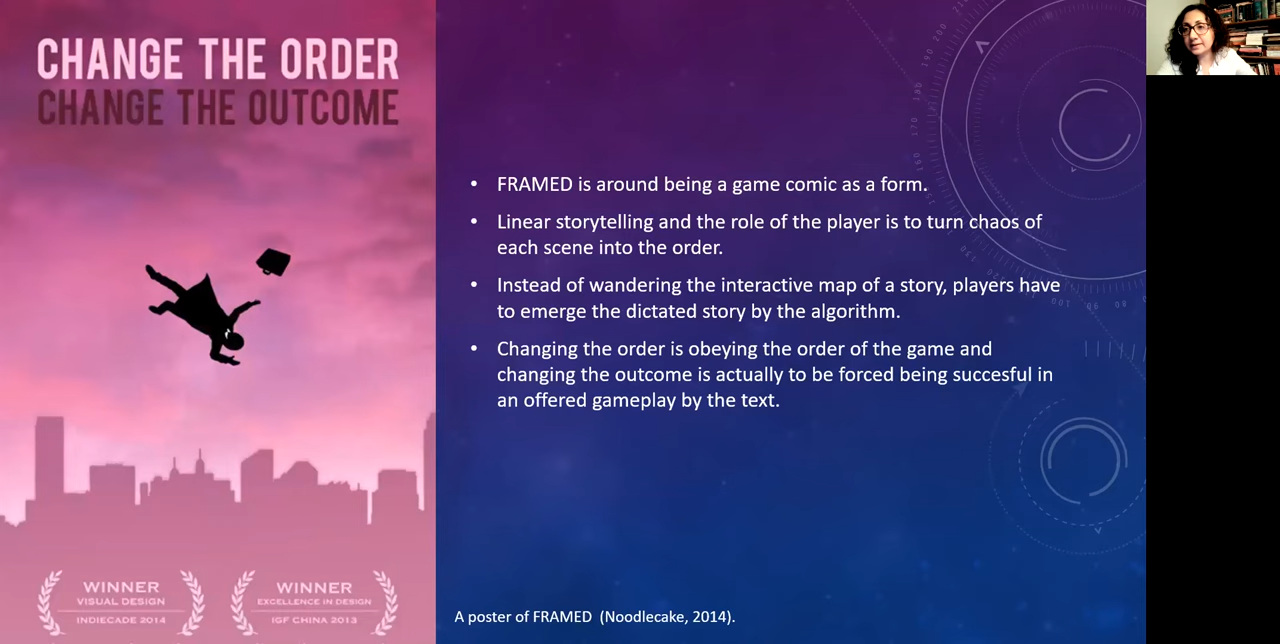 CHANGE THE ORDER
CHANGE THE OUTCOME
WINNER
VISUAL DESIGN
INDIECADE 2014
WINNER
EXCELLENCE IN DESIGN
IGF CHINA 2013
• FRAMED is around being a game comic as a form.
• Linear storytelling and the role of the player is to turn chaos of
each scene into the order.
• Instead of wandering the interactive map of a story, players have
to emerge the dictated story by the algorithm.
• Changing the order is obeying the order of the game and
changing the outcome is actually to be forced being succesful in
an offered gameplay by the text.
A poster of FRAMED (Noodlecake, 2014).